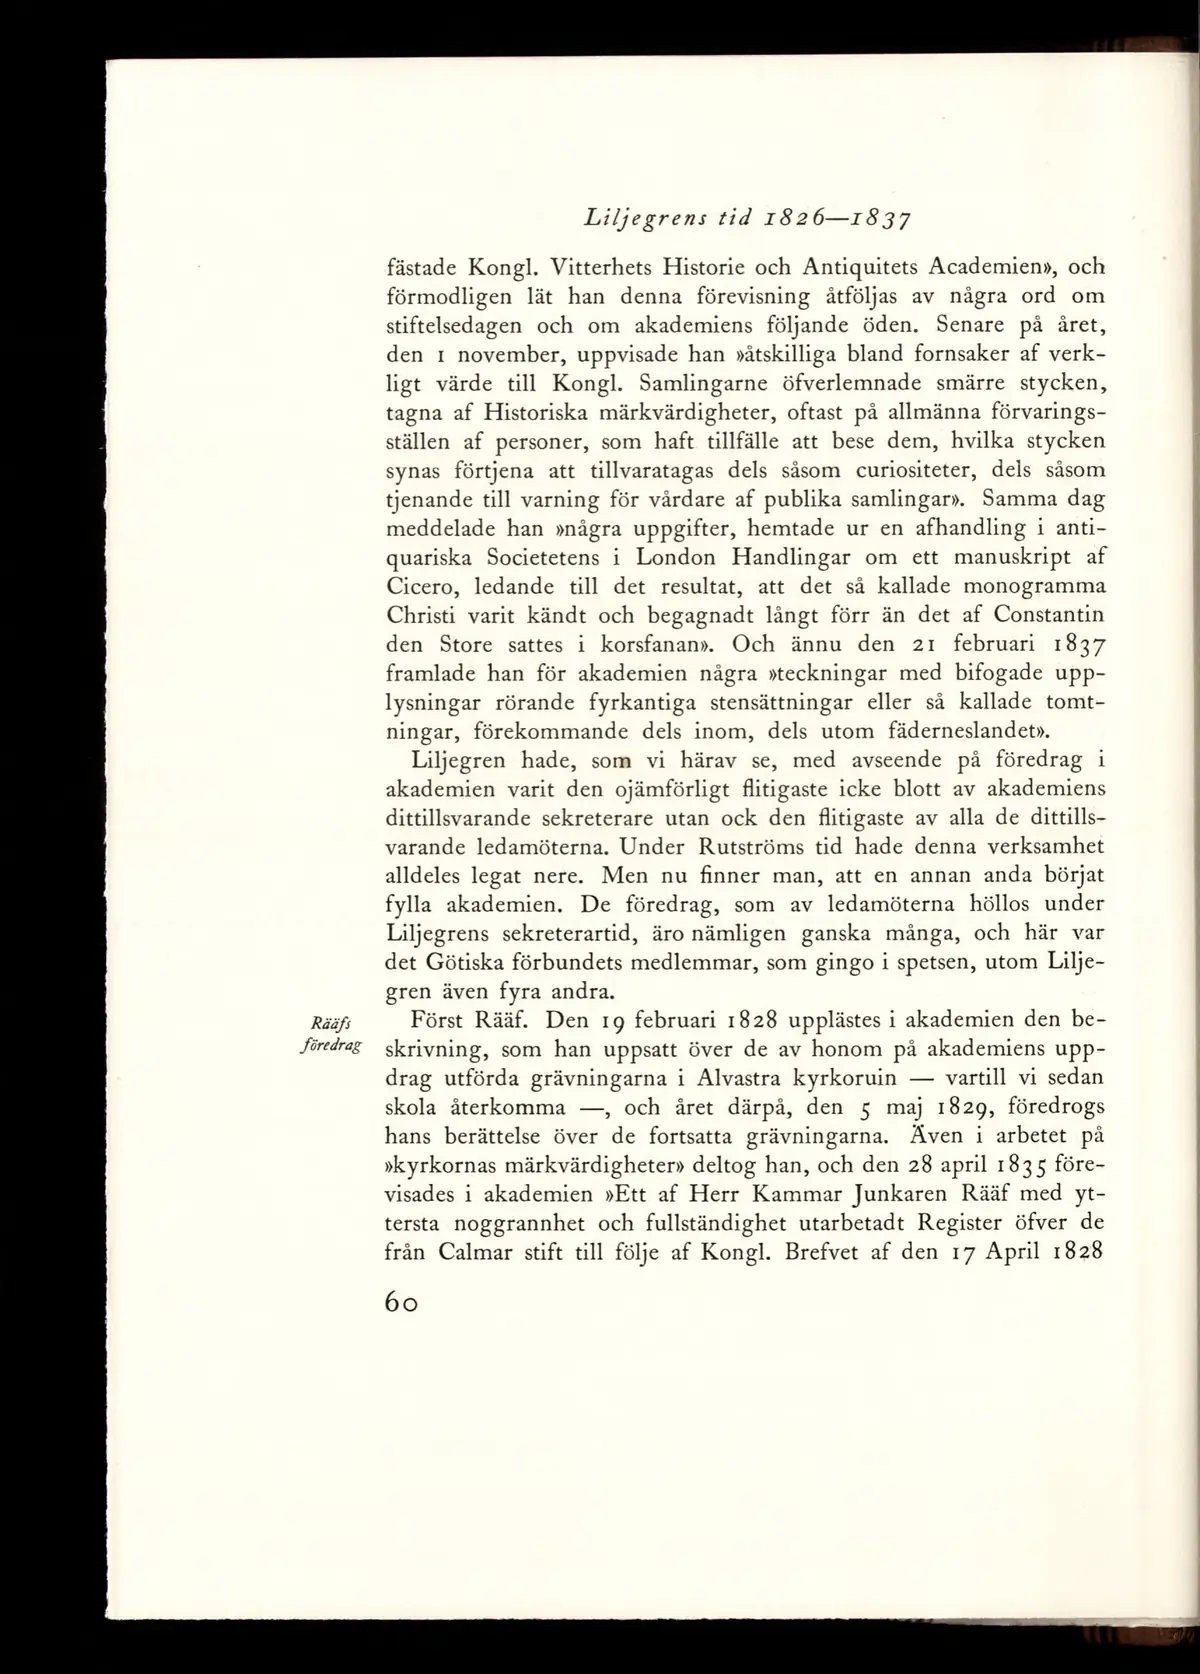 Liljegrens tid 1826—1837
fästade Kongl. Vitterhets Historie och Antiquitets Academien», och
förmodligen lät han denna förevisning åtföljas av några ord om
stiftelsedagen och om akademiens följande öden. Senare på året,
den 1 november, uppvisade han »åtskilliga bland fornsaker af verk-
ligt värde till Kongl. Samlingarne öfverlemnade smärre stycken,
tagna af Historiska märkvärdigheter, oftast på allmänna förvarings-
ställen af personer, som haft tillfälle att bese dem, hvilka stycken
synas förtjena att tillvaratagas dels såsom curiositeter, dels såsom
tjenande till varning för vårdare af publika samlingar». Samma dag
meddelade han »några uppgifter, hemtade ur en afhandling i anti-
quariska Societetens i London Handlingar om ett manuskript af
Cicero, ledande till det resultat, att det så kallade monogramma
Christi varit kändt och begagnadt långt förr än det af Constantin
den Store sattes i korsfanan». Och ännu den 21 februari 1837
framlade han för akademien några »teckningar med bifogade upp-
lysningar rörande fyrkantiga stensättningar eller så kallade tomt-
ningar, förekommande dels inom, dels utom fäderneslandet».
Liljegren hade, som vi härav se, med avseende på föredrag i
akademien varit den ojämförligt flitigaste icke blott av akademiens
dittillsvarande sekreterare utan ock den flitigaste av alla de dittills-
varande ledamöterna. Under Rutströms tid hade denna verksamhet
alldeles legat nere. Men nu finner man, att en annan anda börjat
fylla akademien. De föredrag, som av ledamöterna höllos under
Liljegrens sekreterartid, äro nämligen ganska många, och här var
det Götiska förbundets medlemmar, som gingo i spetsen, utom Lilje-
gren även fyra andra.
Rääfs
föredrag
Först Rääf. Den 19 februari 1828 upplästes i akademien den be-
skrivning, som han uppsatt över de av honom på akademiens upp-
drag utförda grävningarna i Alvastra kyrkoruin — vartill vi sedan
skola återkomma —, och året därpå, den 5 maj 1829, föredrogs
hans berättelse över de fortsatta grävningarna. Även i arbetet på
»kyrkornas märkvärdigheter» deltog han, och den 28 april 1835 före-
visades i akademien »Ett af Herr Kammar Junkaren Rääf med yt-
tersta noggrannhet och fullständighet utarbetadt Register öfver de
från Calmar stift till följe af Kongl. Brefvet af den 17 April 1828
60